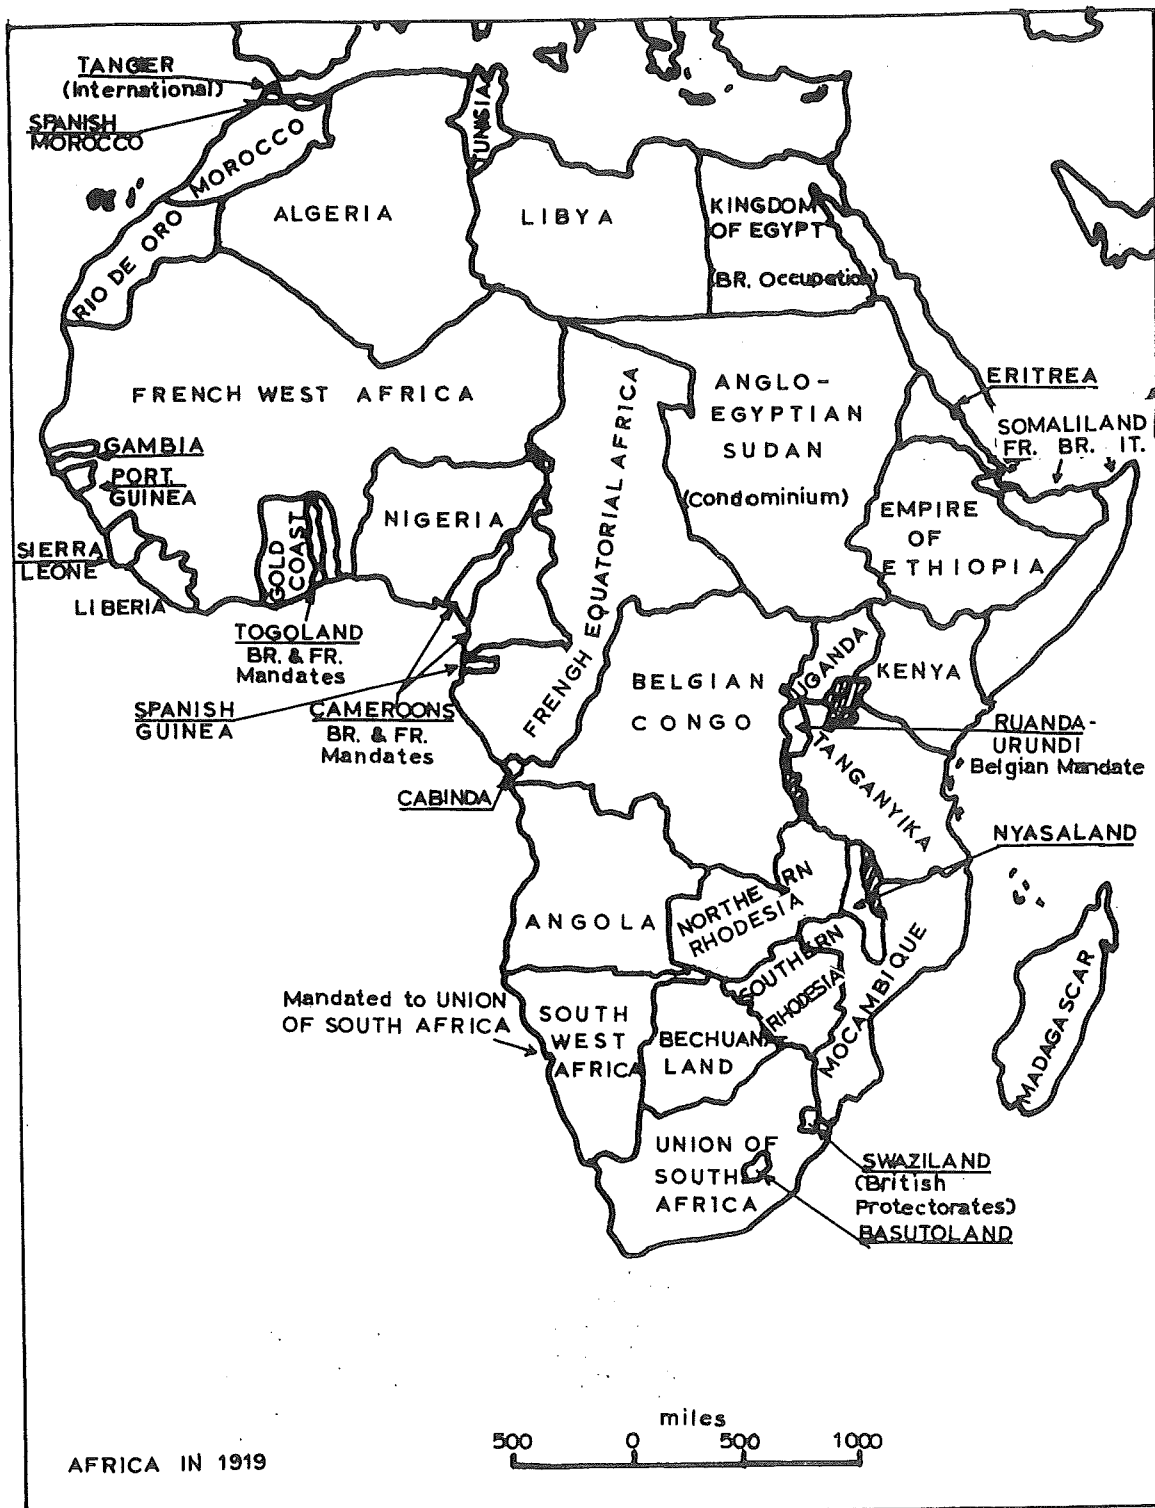 TANGER
(International)
SPANISH
MOROCCO
TUNISIA
MOROCCO
ALGERIA
LIBYA
KINGDOM
OF EGYPT
(BR. Occupation)
RIO DE ORO
FRENCH WEST AFRICA
ANGLO-
EGYPTIAN
SUDAN
(Condominium)
ERITREA
SOMALILAND
FR. BR. IT.
GAMBIA
PORT.
GUINEA
NIGERIA
FRENGH EQUATORIAL AFRICA
EMPIRE
OF
ETHIOPIA
SIERRA
LEONE
LIBERIA
GOLD
COAST
TOGOLAND
BR. & FR.
Mandates
SPANISH
GUINEA
CAMEROONS
BR. & FR.
Mandates
BELGIAN
CONGO
UGANDA
KENYA
RUANDA-
URUNDI
Belgian Mandate
TANGANYIKA
CABINDA
NYASALAND
ANGOLA
NORTHERN
RHODESIA
SOUTHERN
RHODESIA
MOCAMBIQUE
MADAGASCAR
Mandated to UNION
OF SOUTH AFRICA
SOUTH
WEST
AFRICA
BECHUANA
LAND
UNION OF
SOUTH
AFRICA
SWAZILAND
(British
Protectorates)
BASUTOLAND
miles
500 0 500 1000
AFRICA IN 1919